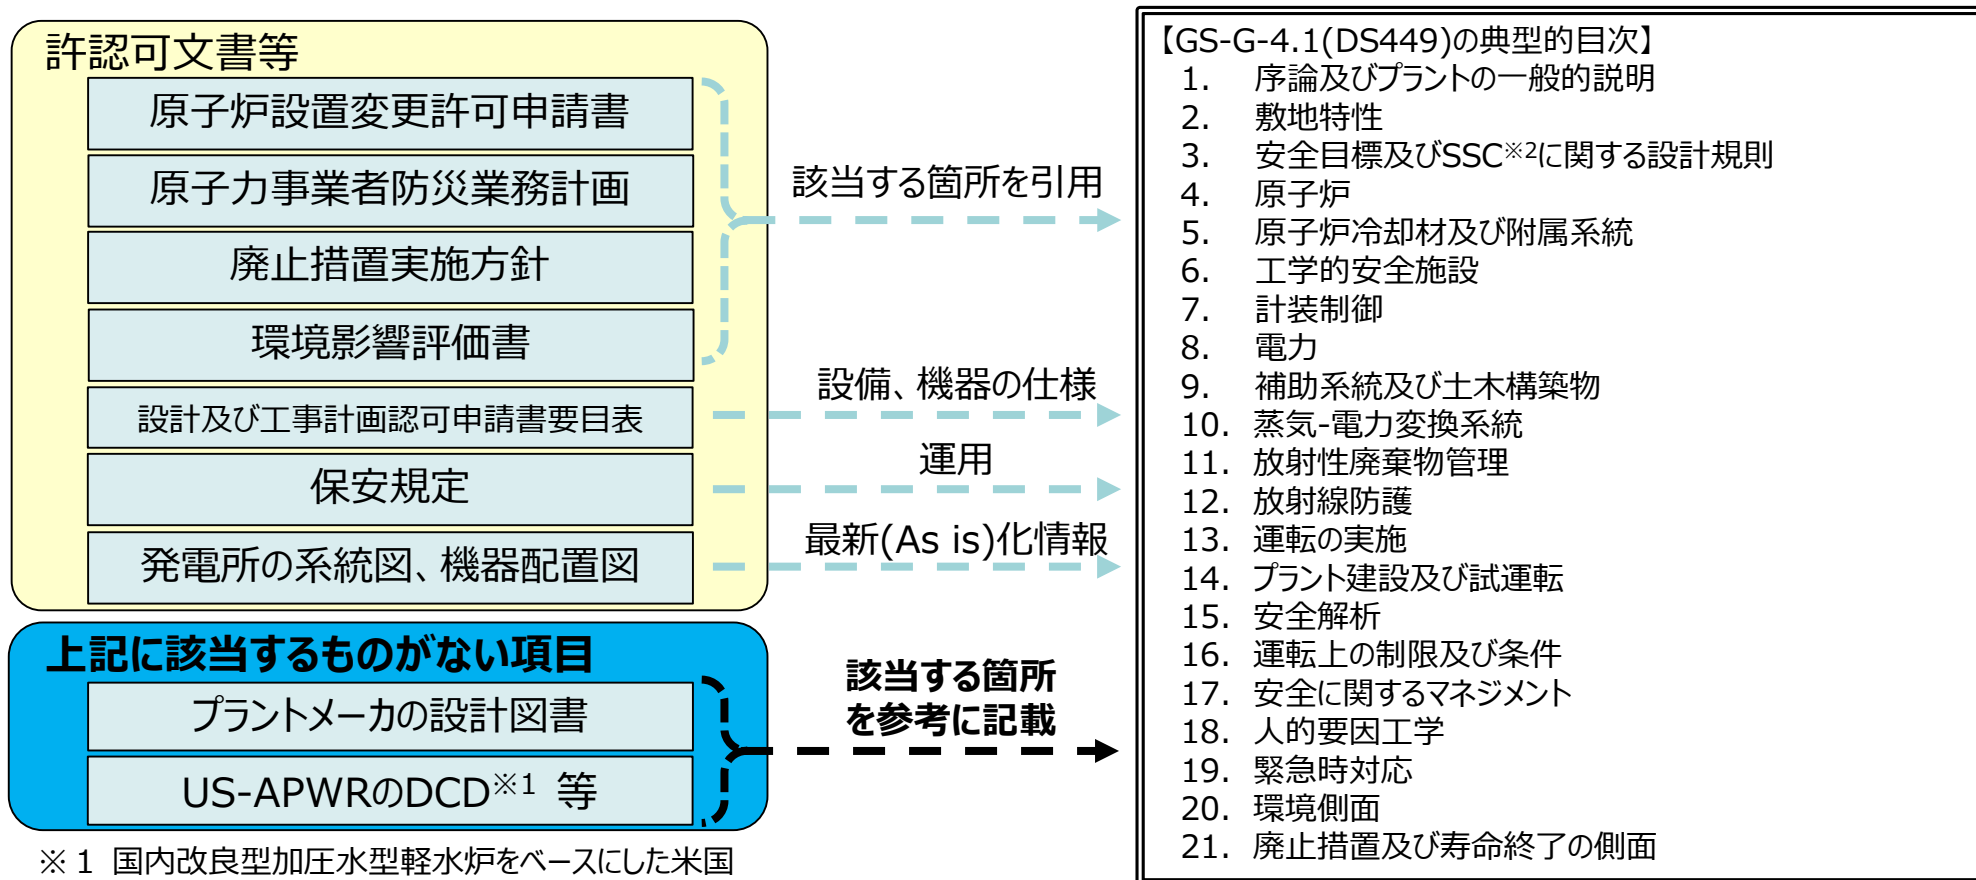 許認可文書等
原子炉設置変更許可申請書
原子力事業者防災業務計画
廃止措置実施方針
環境影響評価書
設計及び工事計画認可申請書要目表
保安規定
発電所の系統図、機器配置図
上記に該当するものがない項目
プラントメーカの設計図書
US-APWRのDCD※1 等
※１ 国内改良型加圧水型軽水炉をベースにした米国
該当する箇所を引用
設備、機器の仕様
運用
最新(As is)化情報
該当する箇所
を参考に記載
【GS-G-4.1(DS449)の典型的目次】
1. 序論及びプラントの一般的説明
2. 敷地特性
3. 安全目標及びSSC※2に関する設計規則
4. 原子炉
5. 原子炉冷却材及び附属系統
6. 工学的安全施設
7. 計装制御
8. 電力
9. 補助系統及び土木構築物
10. 蒸気-電力変換系統
11. 放射性廃棄物管理
12. 放射線防護
13. 運転の実施
14. プラント建設及び試運転
15. 安全解析
16. 運転上の制限及び条件
17. 安全に関するマネジメント
18. 人的要因工学
19. 緊急時対応
20. 環境側面
21. 廃止措置及び寿命終了の側面